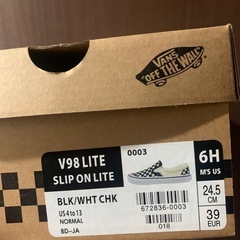 VANS
"OFF THE WALL"
V98 LITE
SLIP ON LITE
0003
6H
M'S US
BLK/WHT CHK
672836-0003
24.5
CM
US 4 to 13
NORMAL
BD-JA
018
39
EUR